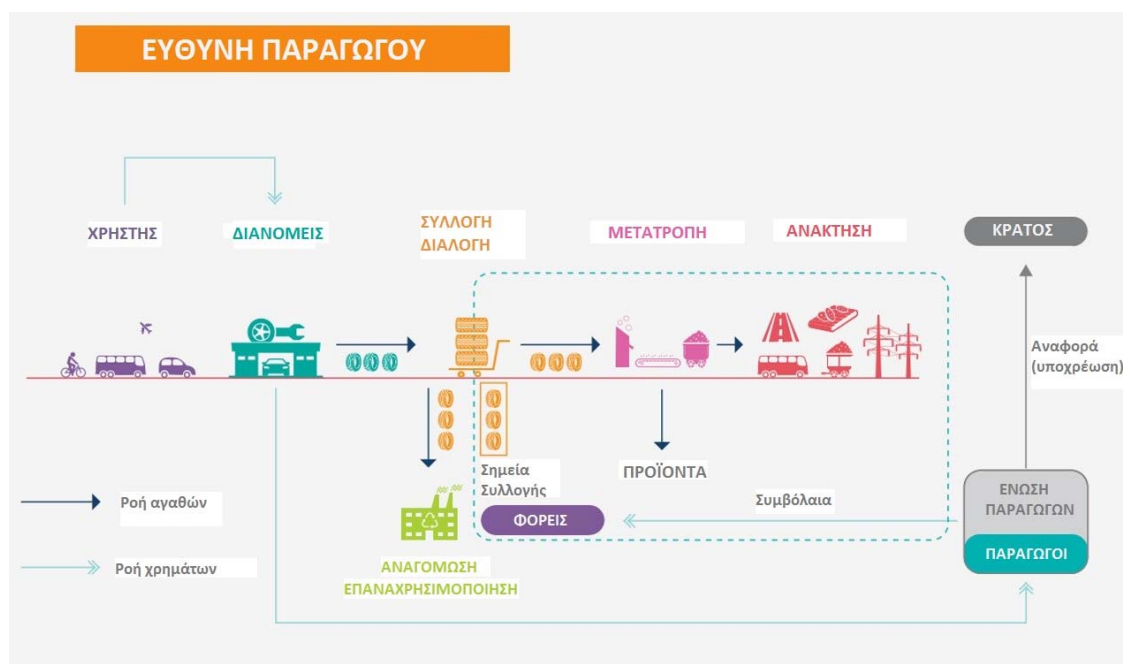 ΕΥΘΥΝΗ ΠΑΡΑΓΩΓΟΥ
ΧΡΗΣΤΗΣ
ΔΙΑΝΟΜΕΙΣ
ΣΥΛΛΟΓΗ
ΔΙΑΛΟΓΗ
ΜΕΤΑΤΡΟΠΗ
ΑΝΑΚΤΗΣΗ
ΚΡΑΤΟΣ
Αναφορά
(υποχρέωση)
Σημεία
Συλλογής
ΠΡΟΪΟΝΤΑ
ΦΟΡΕΙΣ
Συμβόλαια
ΕΝΩΣΗ
ΠΑΡΑΓΩΓΩΝ
ΠΑΡΑΓΩΓΟΙ
Ροή αγαθών
Ροή χρημάτων
ΑΝΑΓΟΜΩΣΗ
ΕΠΑΝΑΧΡΗΣΙΜΟΠΟΙΗΣΗ